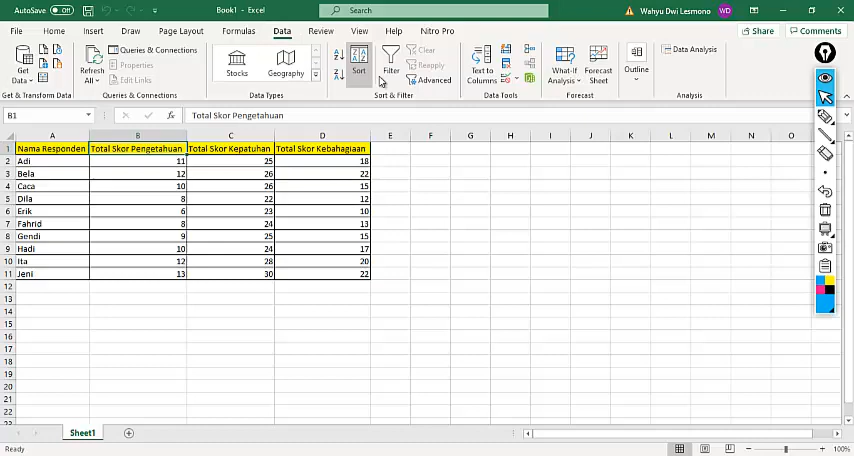 AutoSave Off Book1 - Excel Search Wahyu Dwi Lesmono WD
File Home Insert Draw Page Layout Formulas Data Review View Help Nitro Pro Share Comments
Get Data Refresh All Queries & Connections Properties Edit Links Stocks Geography Sort Filter Clear Reapply Advanced Text to Columns What-If Analysis Forecast Sheet Outline Data Analysis
Get & Transform Data Queries & Connections Data Types Sort & Filter Data Tools Forecast Analysis
B1 fx Total Skor Pengetahuan
A B C D E F G H I J K L M N O
1 Nama Responden Total Skor Pengetahuan Total Skor Kepatuhan Total Skor Kebahagiaan
2 Adi 11 25 18
3 Bela 12 26 22
4 Caca 10 26 15
5 Dila 8 22 12
6 Erik 6 23 10
7 Fahrid 8 24 13
8 Gendi 9 25 15
9 Hadi 10 24 17
10 Ita 12 28 20
11 Jeni 13 30 22
12
13
14
15
16
17
18
19
20
21
22
23
Sheet1
Ready 100%